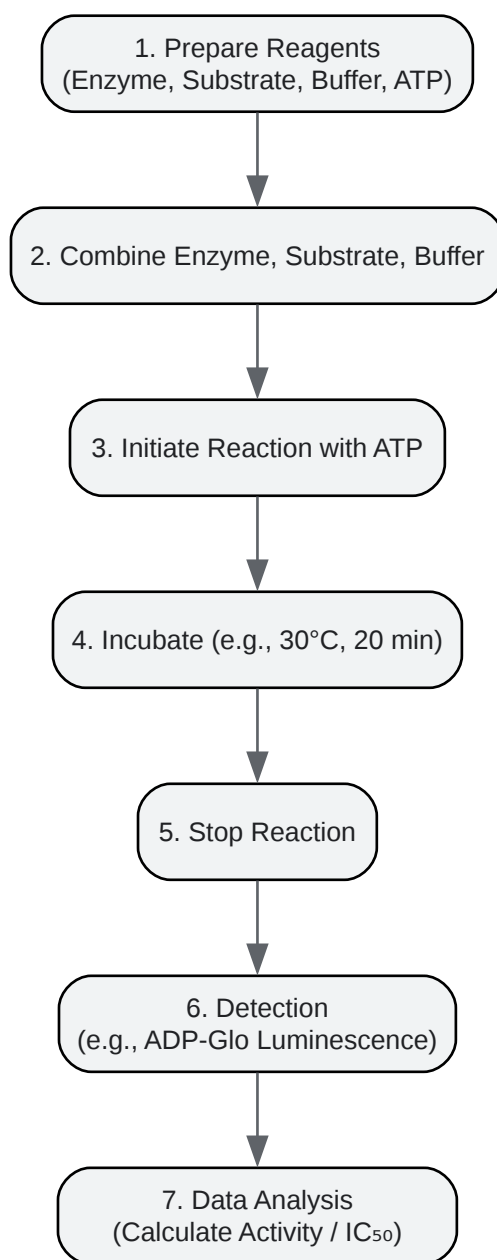 1. Prepare Reagents
(Enzyme, Substrate, Buffer, ATP)
2. Combine Enzyme, Substrate, Buffer
3. Initiate Reaction with ATP
4. Incubate (e.g., 30°C, 20 min)
5. Stop Reaction
6. Detection
(e.g., ADP-Glo Luminescence)
7. Data Analysis
(Calculate Activity / IC₅₀)